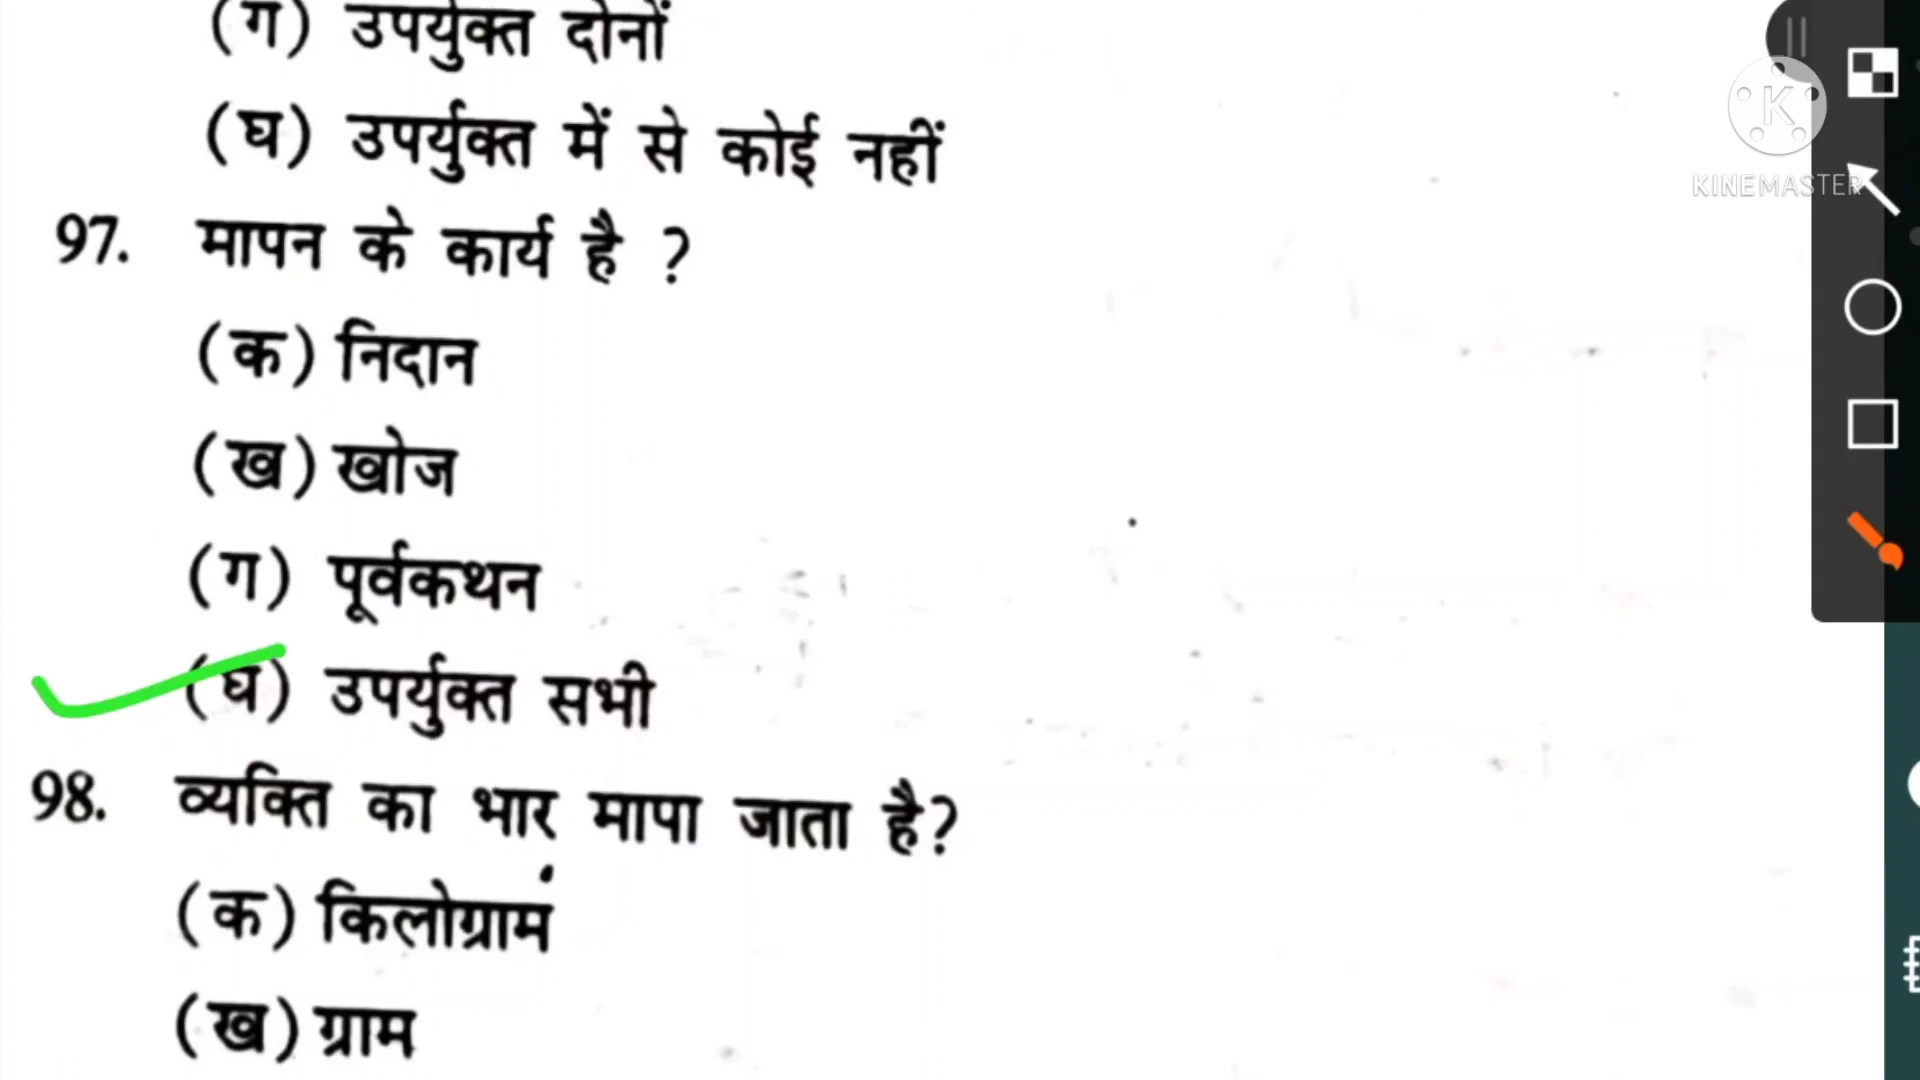 (ग) उपर्युक्त दोनों
(घ) उपर्युक्त में से कोई नहीं
97. मापन के कार्य है ?
(क) निदान
(ख) खोज
(ग) पूर्वकथन
(घ) उपर्युक्त सभी
98. व्यक्ति का भार मापा जाता है?
(क) किलोग्राम
(ख) ग्राम
K
KINEMASTER